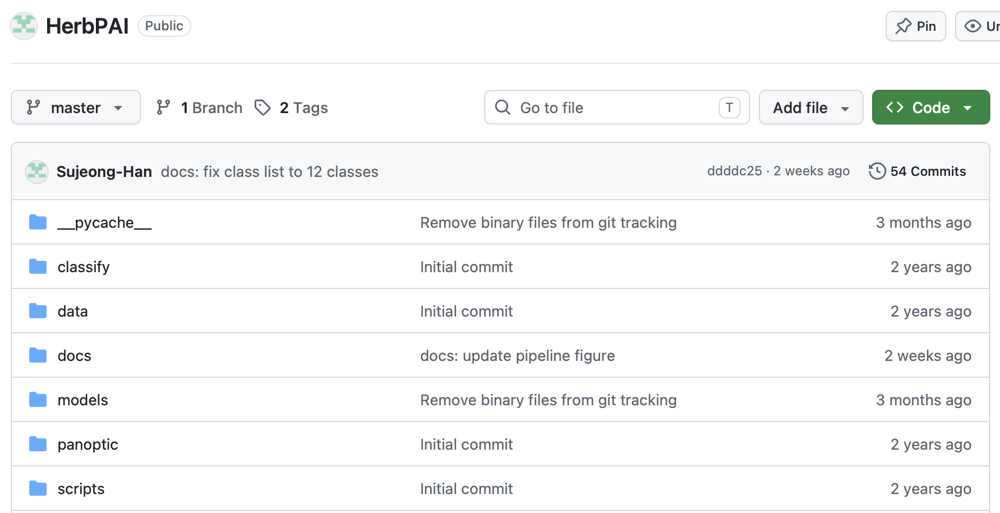 HerbPAI Public Pin
master 1 Branch 2 Tags Go to file T Add file <> Code
Sujeong-Han docs: fix class list to 12 classes ddddc25 · 2 weeks ago 54 Commits
__pycache__ Remove binary files from git tracking 3 months ago
classify Initial commit 2 years ago
data Initial commit 2 years ago
docs docs: update pipeline figure 2 weeks ago
models Remove binary files from git tracking 3 months ago
panoptic Initial commit 2 years ago
scripts Initial commit 2 years ago